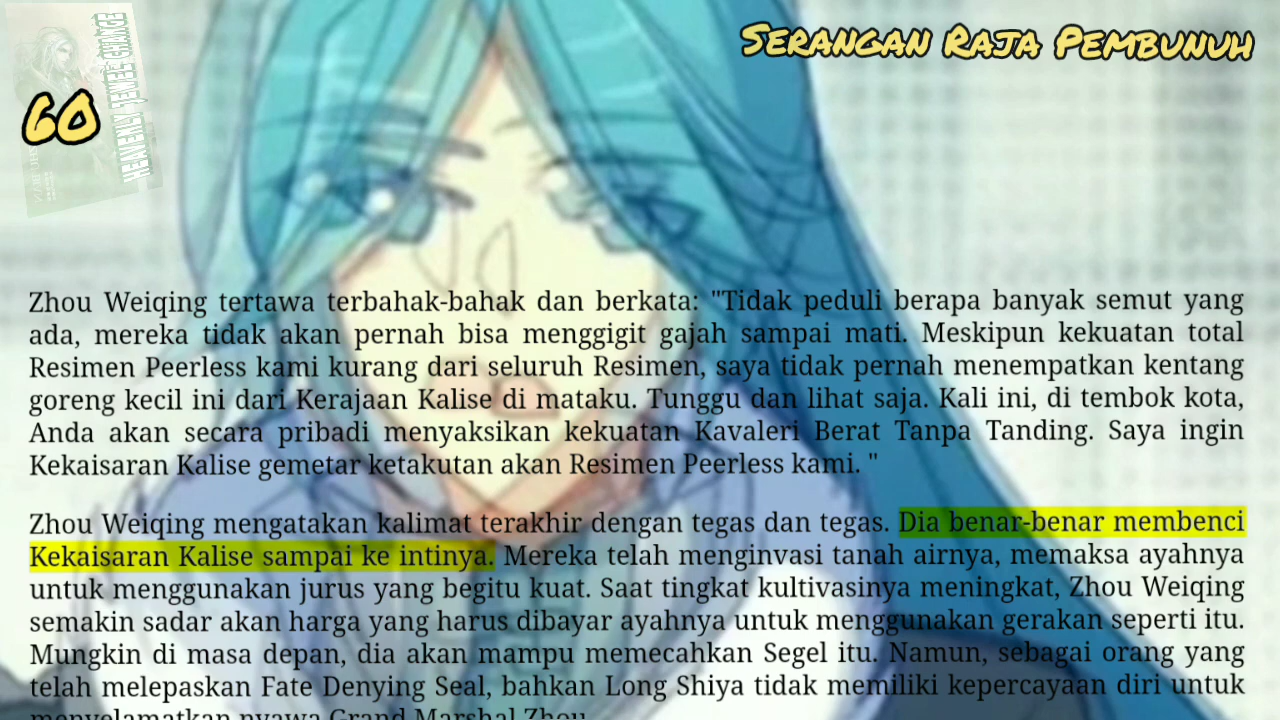 Serangan Raja Pembunuh
HEAVENLY JEWEL CHANGE
60
Zhou Weiqing tertawa terbahak-bahak dan berkata: "Tidak peduli berapa banyak semut yang
ada, mereka tidak akan pernah bisa menggigit gajah sampai mati. Meskipun kekuatan total
Resimen Peerless kami kurang dari seluruh Resimen, saya tidak pernah menempatkan kentang
goreng kecil ini dari Kerajaan Kalise di mataku. Tunggu dan lihat saja. Kali ini, di tembok kota,
Anda akan secara pribadi menyaksikan kekuatan Kavaleri Berat Tanpa Tanding. Saya ingin
Kekaisaran Kalise gemetar ketakutan akan Resimen Peerless kami. "
Zhou Weiqing mengatakan kalimat terakhir dengan tegas dan tegas. Dia benar-benar membenci
Kekaisaran Kalise sampai ke intinya. Mereka telah menginvasi tanah airnya, memaksa ayahnya
untuk menggunakan jurus yang begitu kuat. Saat tingkat kultivasinya meningkat, Zhou Weiqing
semakin sadar akan harga yang harus dibayar ayahnya untuk menggunakan gerakan seperti itu.
Mungkin di masa depan, dia akan mampu memecahkan Segel itu. Namun, sebagai orang yang
telah melepaskan Fate Denying Seal, bahkan Long Shiya tidak memiliki kepercayaan diri untuk
menyelamatkan nyawa Grand Marshal Zhou.